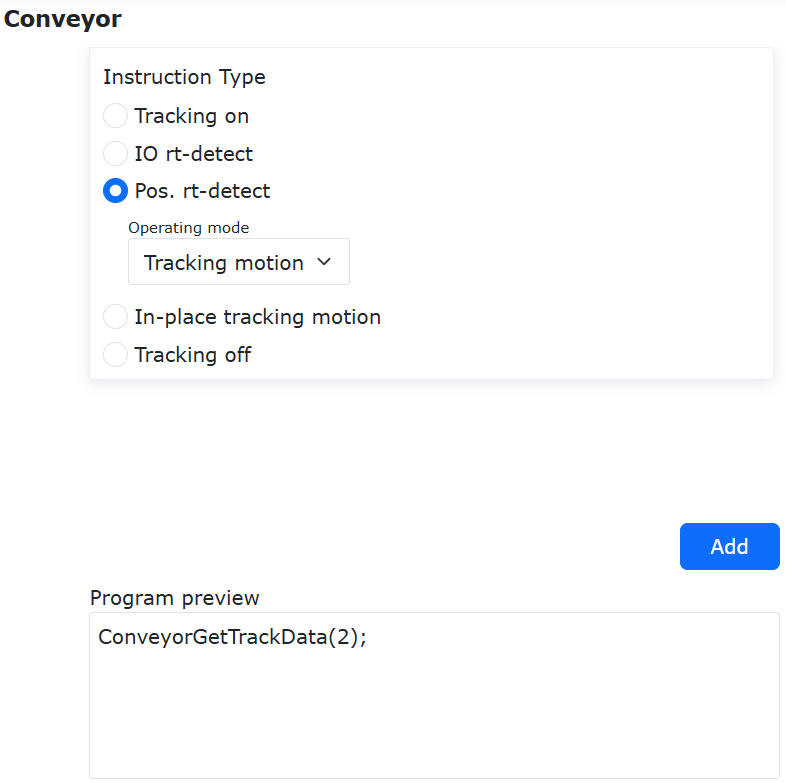 Conveyor
Instruction Type
Tracking on
IO rt-detect
Pos. rt-detect
Operating mode
Tracking motion
In-place tracking motion
Tracking off
Add
Program preview
ConveyorGetTrackData(2);